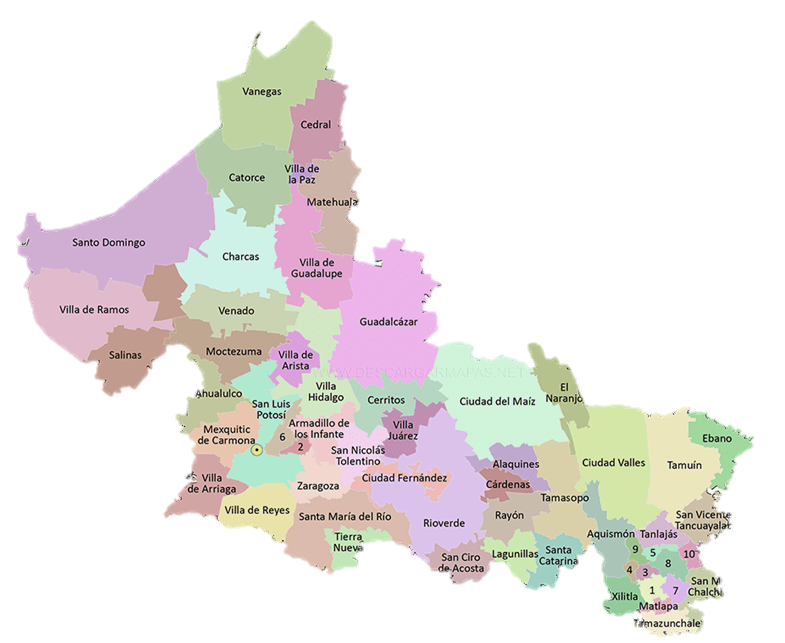 Vanegas
Cedral
Catorce
Villa de
la Paz
Matehuala
Santo Domingo
Charcas
Villa de
Guadalupe
Villa de Ramos
Venado
Guadalcázar
Salinas
Moctezuma
Villa de
Arista
WWW.DESCARGARMAPAS.NET
Ahualulco
Villa
Hidalgo
Cerritos
Ciudad del Maíz
El
Naranjo
San Luis
Potosí
Mexquitic
de Carmona
6
Armadillo de
los Infante
2
Villa
Juárez
San Nicolás
Tolentino
Alaquines
Ciudad Valles
Tamuín
Ebano
Villa
de Arriaga
Zaragoza
Ciudad Fernández
Cárdenas
Tamasopo
Villa de Reyes
Santa María del Río
Rioverde
Rayón
San Vicente
Tancuayalab
Tierra
Nueva
San Ciro
de Acosta
Lagunillas
Santa
Catarina
Aquismón
Tanlajás
9
5
10
4
3
8
San M
Chalch
Xilitla
1
7
Matlapa
Tamazunchale